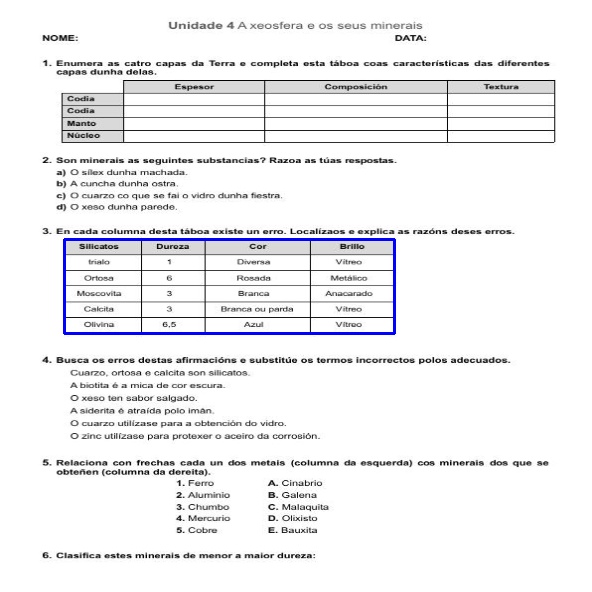 Unidade 4 A xeosfera e os seus minerais
NOME: DATA:
1. Enumera as catro capas da Terra e completa esta táboa coas características das diferentes
capas dunha delas.
Espesor Composición Textura
Codia
Codia
Manto
Núcleo
2. Son minerais as seguintes substancias? Razoa as túas respostas.
a) O sílex dunha machada.
b) A cuncha dunha ostra.
c) O cuarzo co que se fai o vidro dunha fiestra.
d) O xeso dunha parede.
3. En cada columna desta táboa existe un erro. Localízaos e explica as razóns deses erros.
Silicatos Dureza Cor Brillo
trialo 1 Diversa Vítreo
Ortosa 6 Rosada Metálico
Moscovita 3 Branca Anacarado
Calcita 3 Branca ou parda Vítreo
Olivina 6,5 Azul Vítreo
4. Busca os erros destas afirmacións e substitúe os termos incorrectos polos adecuados.
Cuarzo, ortosa e calcita son silicatos.
A biotita é a mica de cor escura.
O xeso ten sabor salgado.
A siderita é atraída polo imán.
O cuarzo utilízase para a obtención do vidro.
O zinc utilízase para protexer o aceiro da corrosión.
5. Relaciona con frechas cada un dos metais (columna da esquerda) cos minerais dos que se
obteñen (columna da dereita).
1. Ferro A. Cinabrio
2. Aluminio B. Galena
3. Chumbo C. Malaquita
4. Mercurio D. Olixisto
5. Cobre E. Bauxita
6. Clasifica estes minerais de menor a maior dureza: